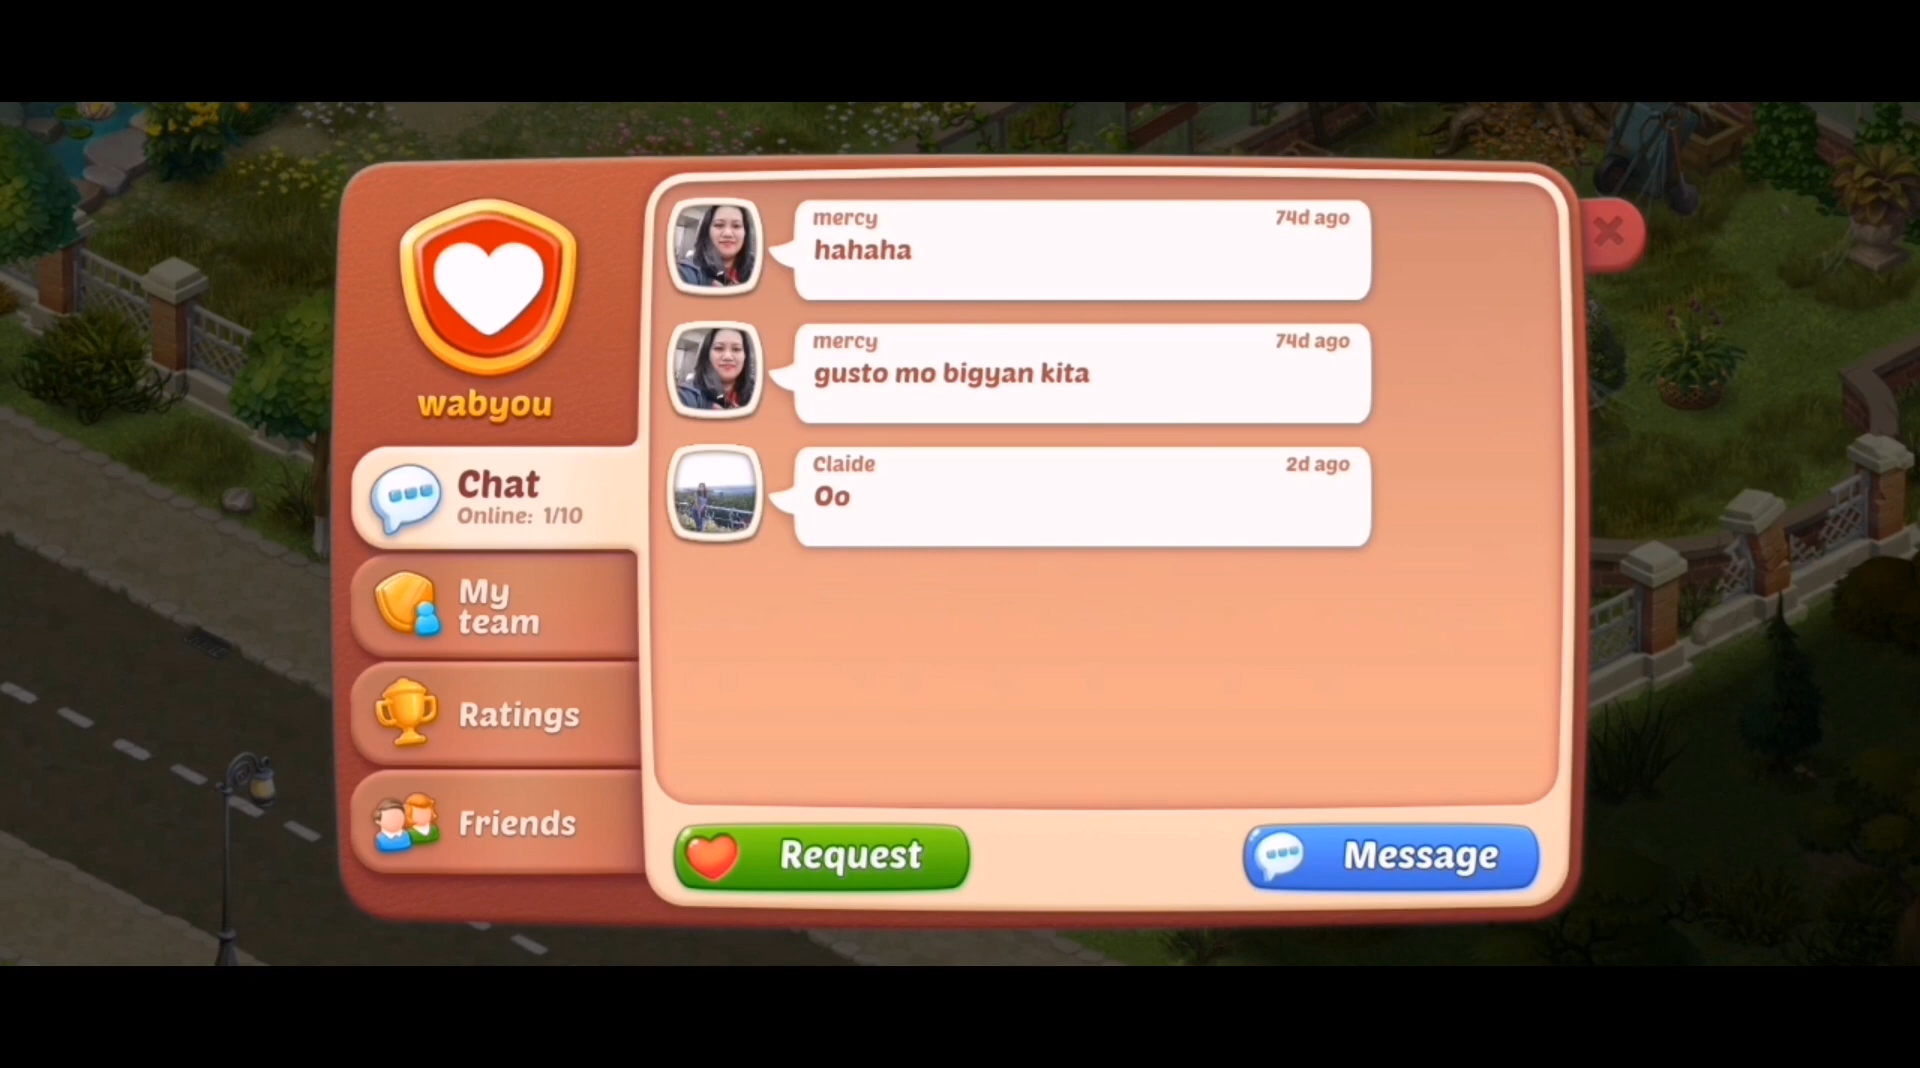 wabyou
Chat
Online: 1/10
My
team
Ratings
Friends
mercy 74d ago
hahaha
mercy 74d ago
gusto mo bigyan kita
Claide 2d ago
Oo
Request
Message